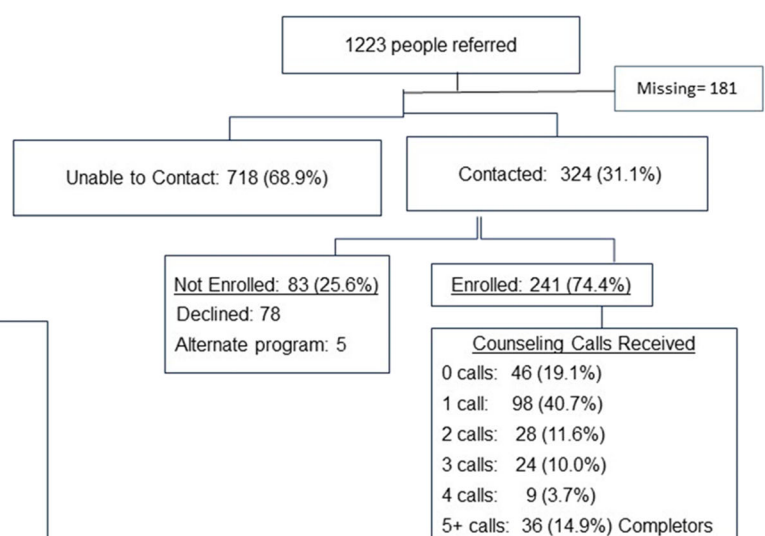 1223 people referred
Missing= 181
Unable to Contact: 718 (68.9%)
Contacted: 324 (31.1%)
Not Enrolled: 83 (25.6%)
Declined: 78
Alternate program: 5
Enrolled: 241 (74.4%)
Counseling Calls Received
0 calls: 46 (19.1%)
1 call: 98 (40.7%)
2 calls: 28 (11.6%)
3 calls: 24 (10.0%)
4 calls: 9 (3.7%)
5+ calls: 36 (14.9%) Completors